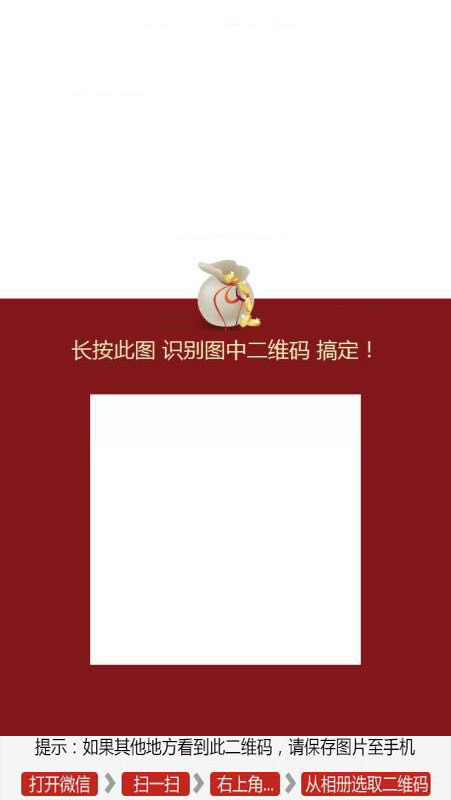 长按此图 识别图中二维码 搞定！
提示：如果其他地方看到此二维码，请保存图片至手机
打开微信 扫一扫 右上角... 从相册选取二维码